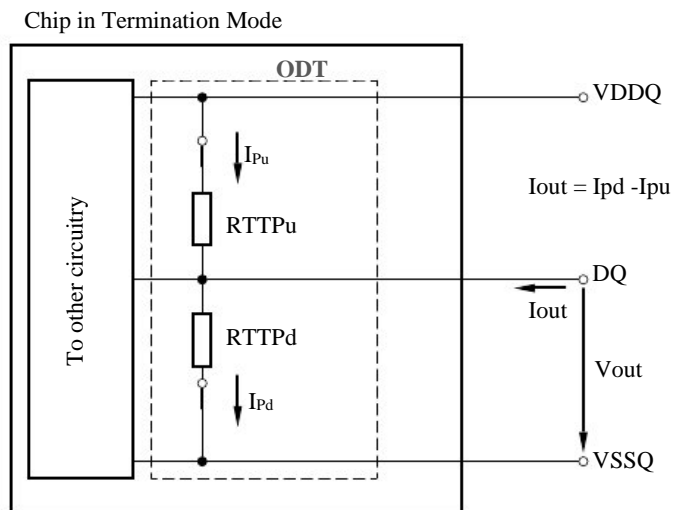 Chip in Termination Mode
ODT
VDDQ
IPu
Iout = Ipd -Ipu
RTTPu
To other circuitry
DQ
Iout
RTTPd
Vout
IPd
VSSQ